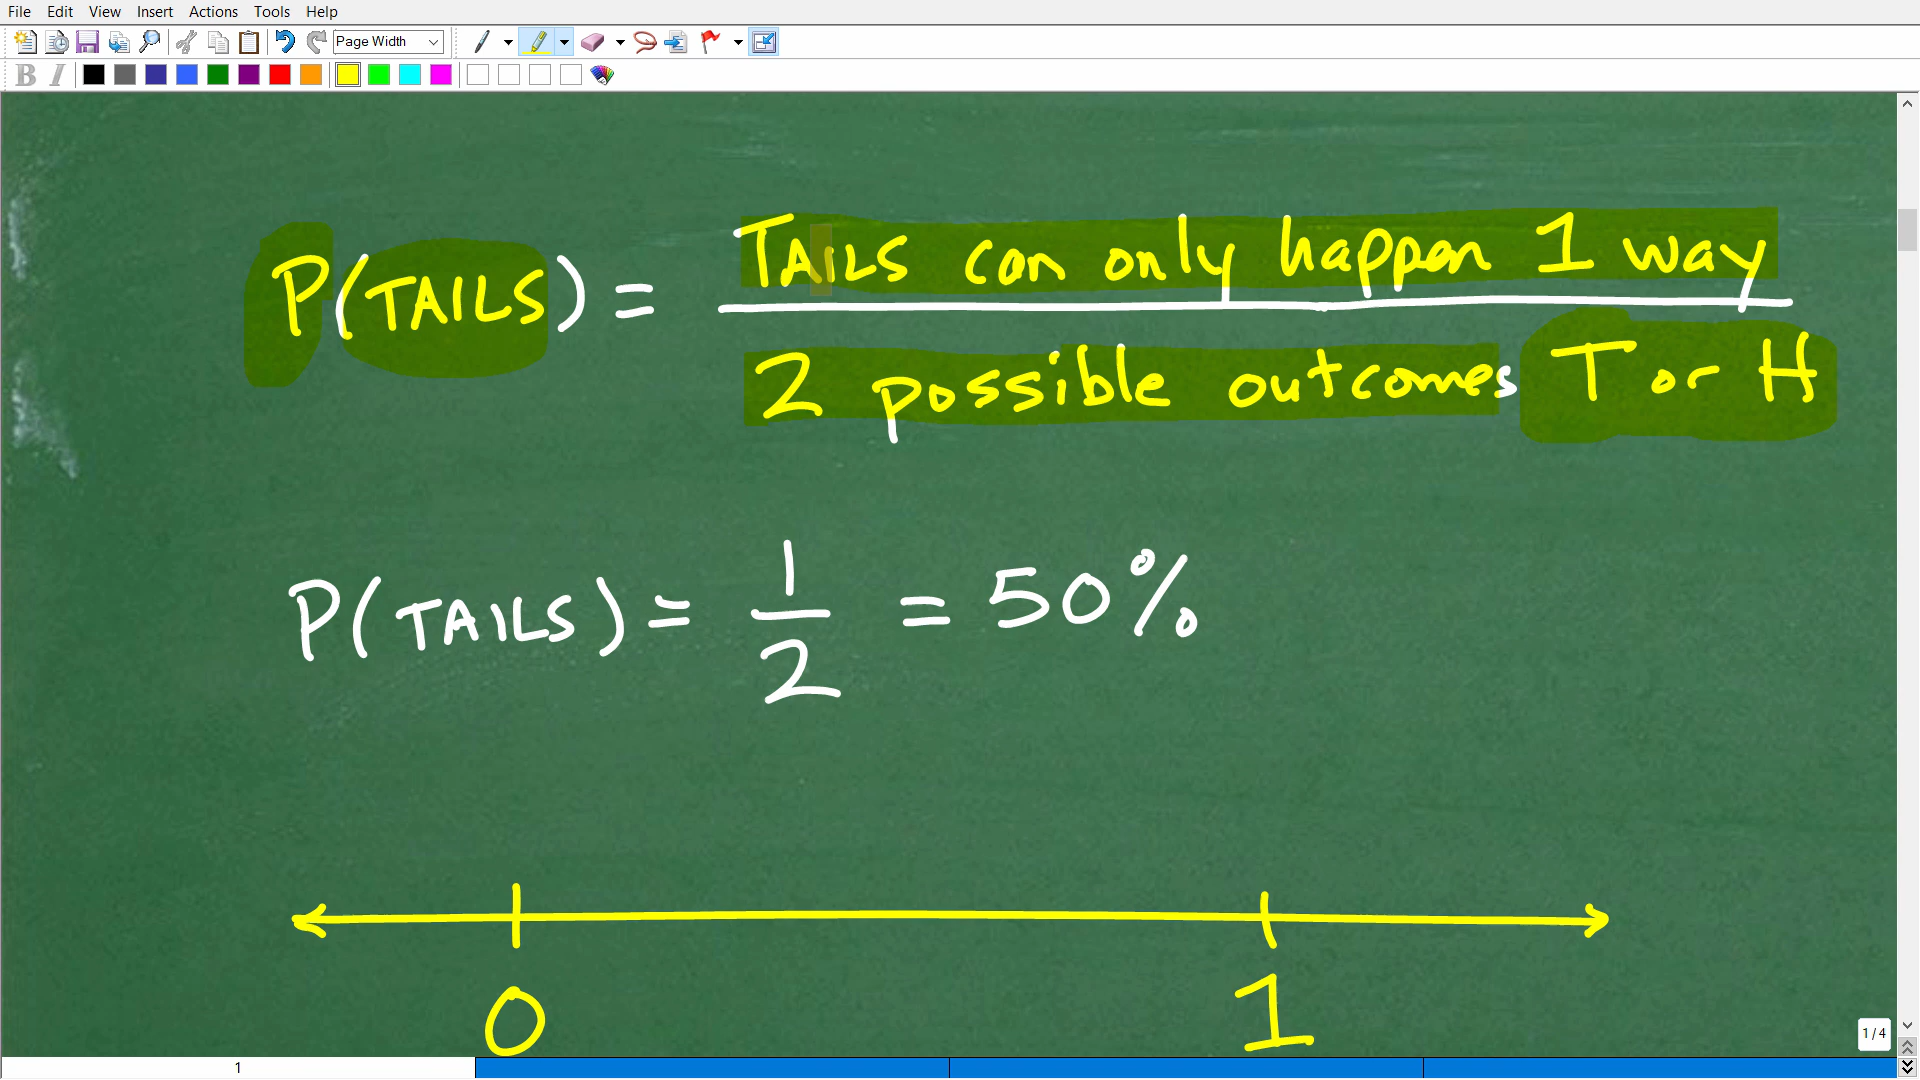 File Edit View Insert Actions Tools Help
Page Width
B I
P(TAILS) = TAILS can only happen 1 way
2 possible outcomes T or H
P(TAILS) = 1/2 = 50%
0 1
1/4
1